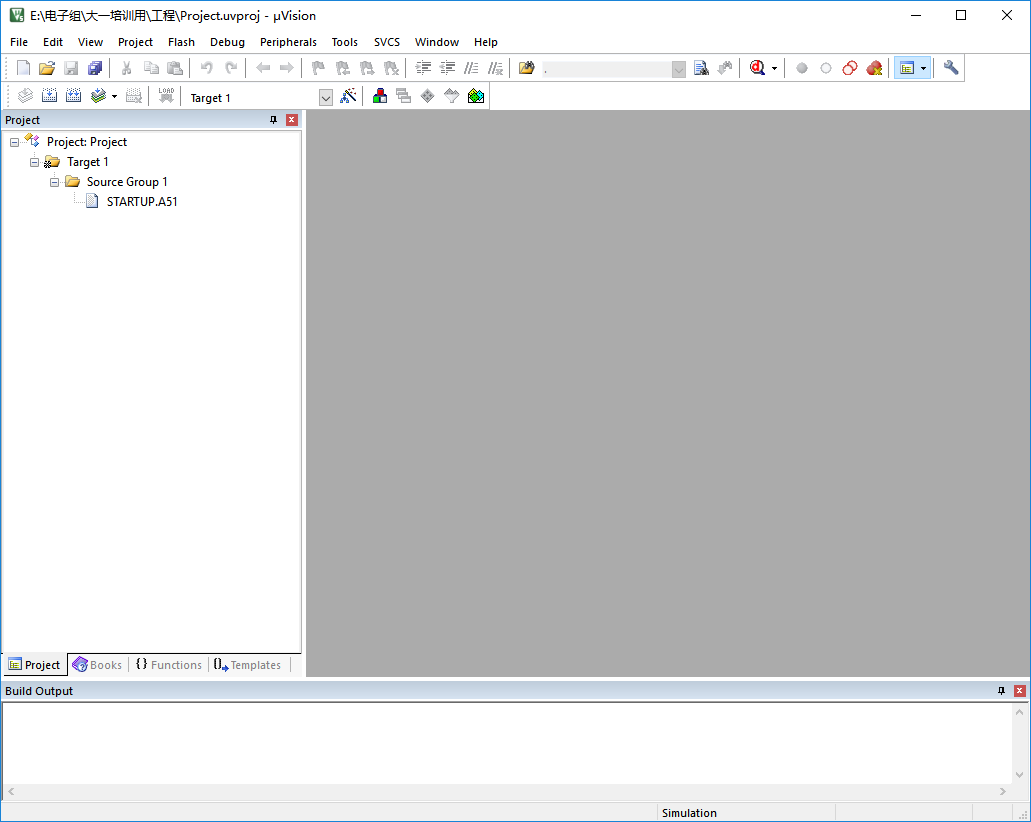 E:\电子组\大一培训用\工程\Project.uvproj - µVision
File Edit View Project Flash Debug Peripherals Tools SVCS Window Help
LOAD Target 1
Project
Project: Project
Target 1
Source Group 1
STARTUP.A51
Project Books {} Functions Templates
Build Output
Simulation